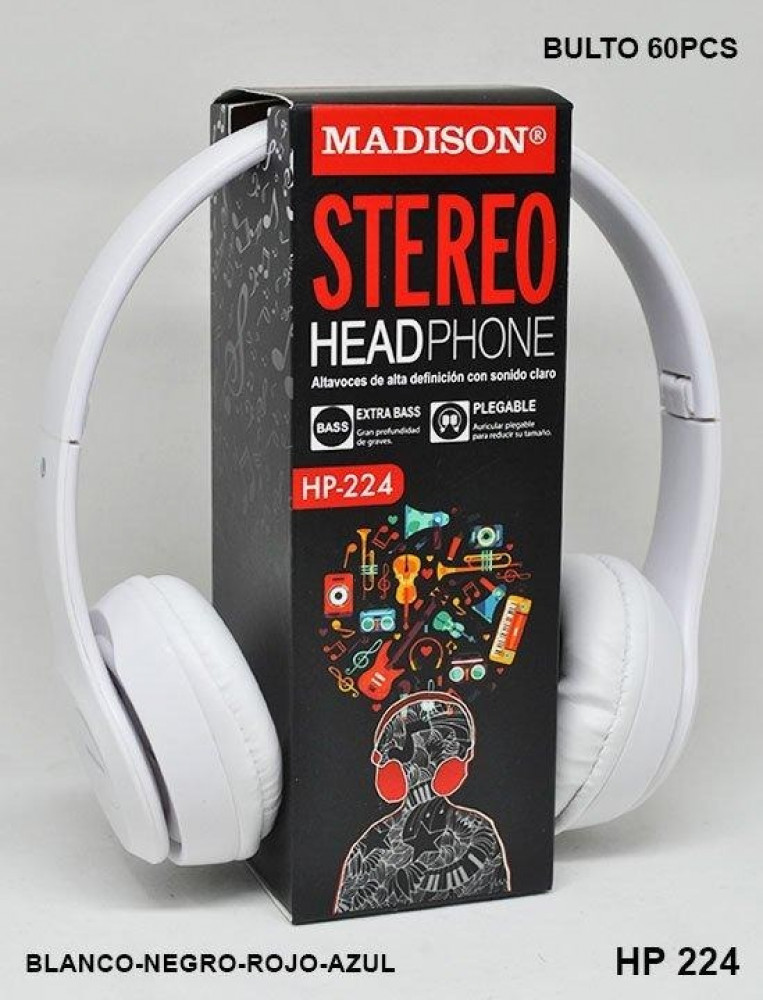 BULTO 60PCS
MADISON®
STEREO
HEADPHONE
Altavoces de alta definición con sonido claro
BASS
EXTRA BASS
Gran profundidad
de graves.
PLEGABLE
Auricular plegable
para reducir su tamaño.
HP-224
BLANCO-NEGRO-ROJO-AZUL
HP 224